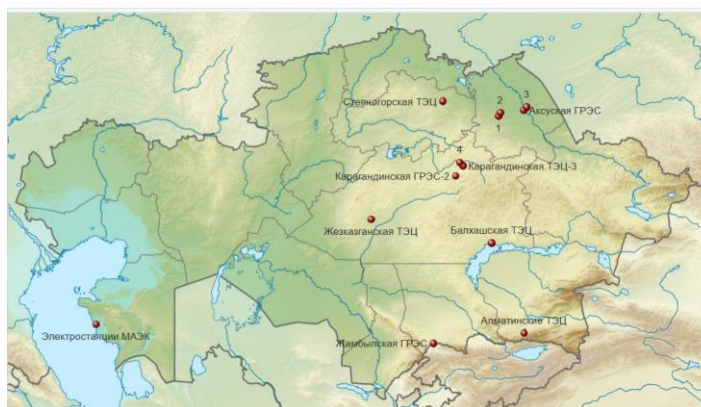 Степногорская ТЭЦ
2
3
Аксуская ГРЭС
1
4
Карагандинская ТЭЦ-3
Карагандинская ГРЭС-2
Жезказганская ТЭЦ
Балхашская ТЭЦ
Электростанции МАЭК
Алматинские ТЭЦ
Жамбылская ГРЭС